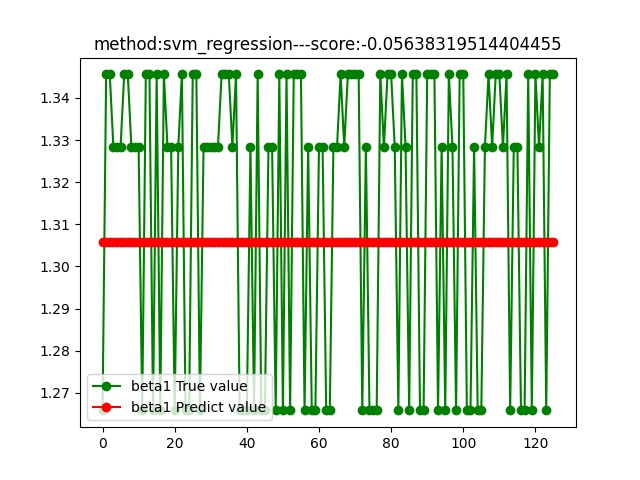 method:svm_regression---score:-0.05638319514404455
1.34
1.33
1.32
1.31
1.30
1.29
1.28
1.27
beta1 True value
beta1 Predict value
0 20 40 60 80 100 120